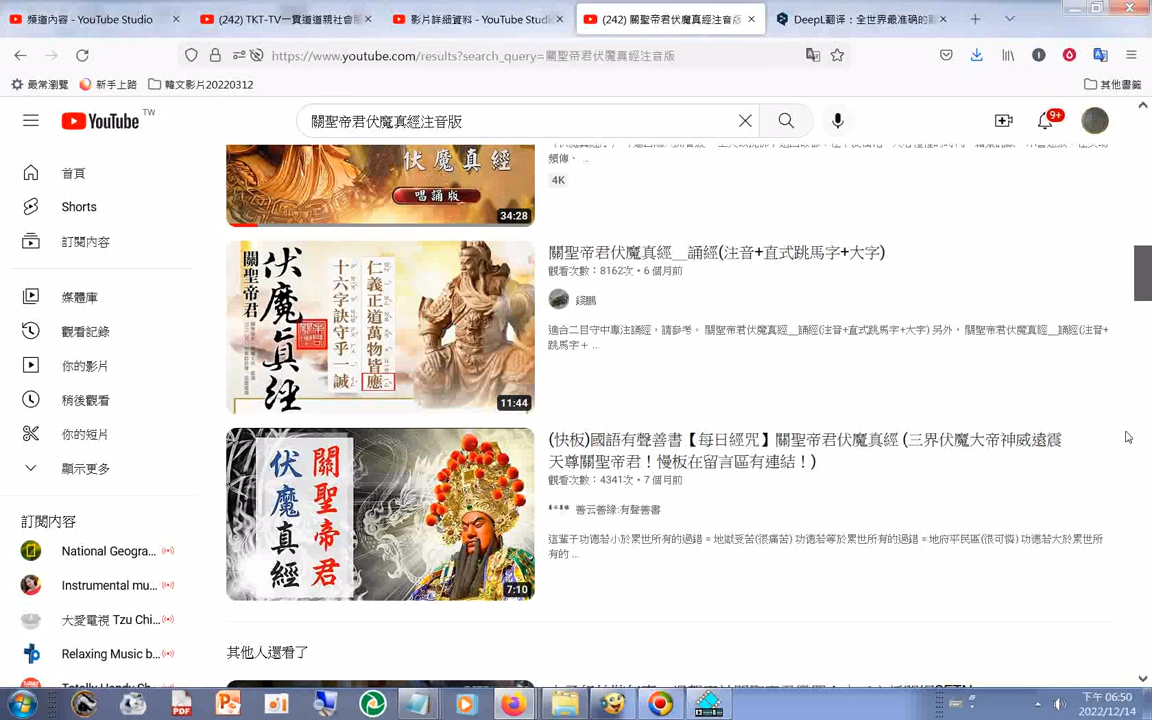 頻道內容 - YouTube Studio
(242) TKT-TV一貫道道親社會服
影片詳細資料 - YouTube Studio
(242) 關聖帝君伏魔真經注音版
DeepL翻译：全世界最准确的翻
https://www.youtube.com/results?search_query=關聖帝君伏魔真經注音版
最常瀏覽
新手上路
韓文影片20220312
其他書籤
YouTube
TW
關聖帝君伏魔真經注音版
9+
首頁
Shorts
訂閱內容
媒體庫
觀看記錄
你的影片
稍後觀看
你的短片
顯示更多
訂閱內容
National Geogra...
Instrumental mu...
大愛電視 Tzu Chi...
Relaxing Music b...
Totally Handy Ch
伏魔真經
唱誦版
34:28
頻傳。 ...
4K
關聖帝君
伏魔真經
十六字訣守乎一誠
仁義正道萬物皆應
11:44
關聖帝君伏魔真經__誦經(注音+直式跳馬字+大字)
觀看次數：8162次 • 6 個月前
錢鵬
適合二目守中專注誦經，請參考。 關聖帝君伏魔真經__誦經(注音+直式跳馬字+大字) 另外， 關聖帝君伏魔真經__誦經(注音+
直式跳馬字＋ ...
關聖帝君
伏魔真經
7:10
(快板)國語有聲善書【每日經咒】關聖帝君伏魔真經 (三界伏魔大帝神威遠震
天尊關聖帝君！慢板在留言區有連結！)
觀看次數：4341次 • 7 個月前
善云善緣:有聲善書
這輩子功德若小於累世所有的過錯＝地獄受苦(很痛苦) 功德若等於累世所有的過錯＝地府平民區(很可憐) 功德若大於累世所
有的 ...
其他人還看了
PDF
下午 06:50
2022/12/14